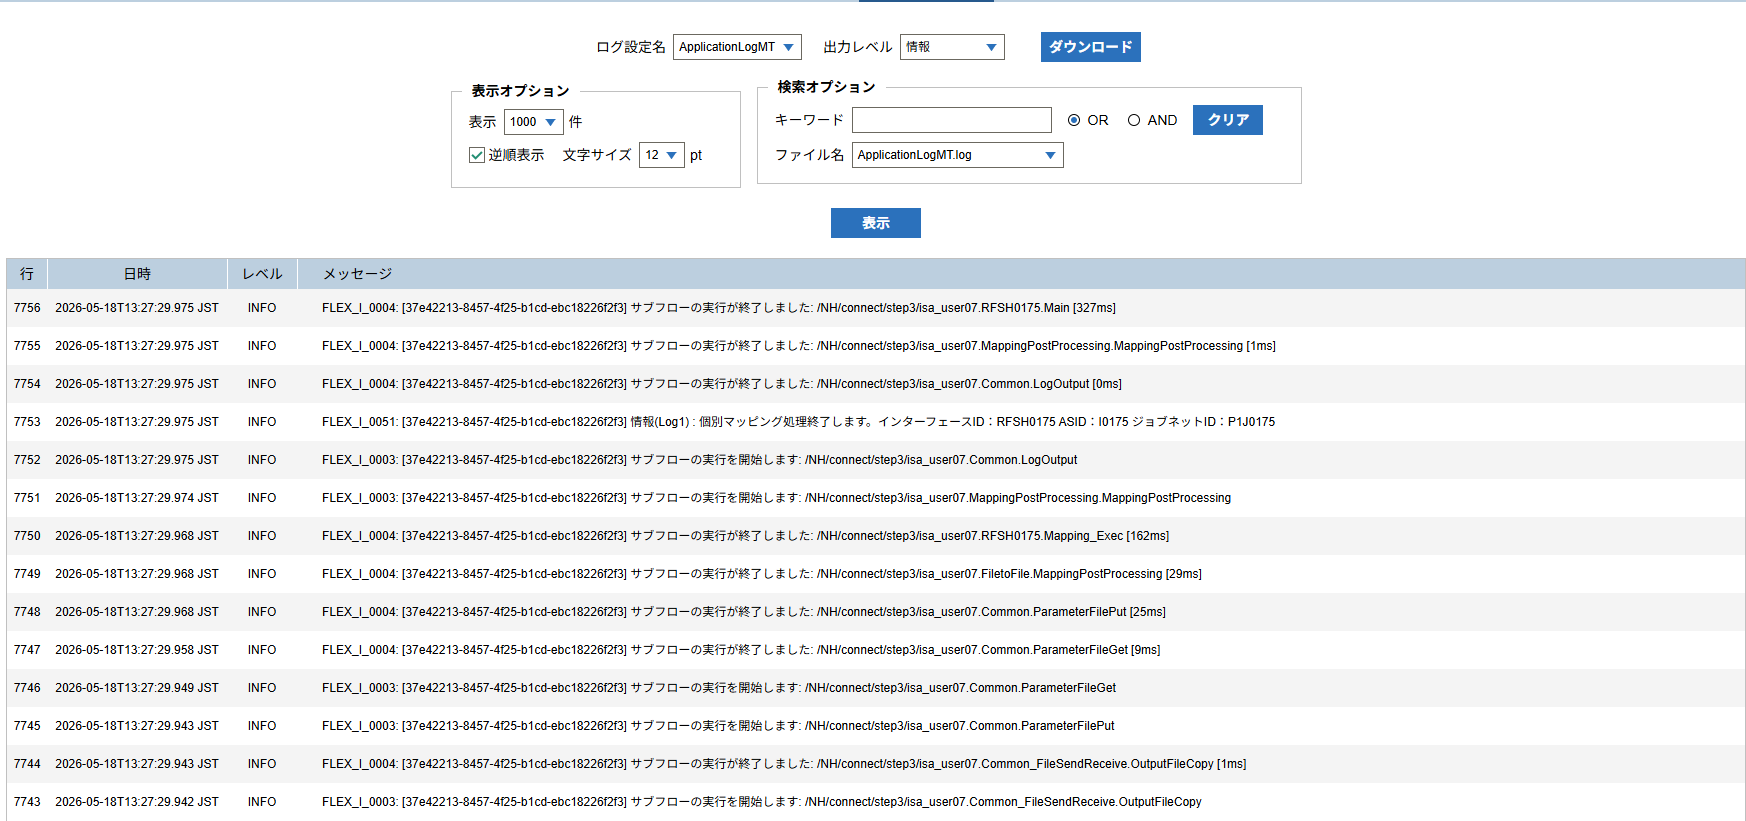 ログ設定名 ApplicationLogMT 出力レベル 情報 ダウンロード
表示オプション
表示 1000 件
逆順表示 文字サイズ 12 pt
検索オプション
キーワード OR AND クリア
ファイル名 ApplicationLogMT.log
表示
行 日時 レベル メッセージ
7756 2026-05-18T13:27:29.975 JST INFO FLEX_I_0004: [37e42213-8457-4f25-b1cd-ebc18226f2f3] サブフローの実行が終了しました: /NH/connect/step3/isa_user07.RFSH0175.Main [327ms]
7755 2026-05-18T13:27:29.975 JST INFO FLEX_I_0004: [37e42213-8457-4f25-b1cd-ebc18226f2f3] サブフローの実行が終了しました: /NH/connect/step3/isa_user07.MappingPostProcessing.MappingPostProcessing [1ms]
7754 2026-05-18T13:27:29.975 JST INFO FLEX_I_0004: [37e42213-8457-4f25-b1cd-ebc18226f2f3] サブフローの実行が終了しました: /NH/connect/step3/isa_user07.Common.LogOutput [0ms]
7753 2026-05-18T13:27:29.975 JST INFO FLEX_I_0051: [37e42213-8457-4f25-b1cd-ebc18226f2f3] 情報(Log1) : 個別マッピング処理終了します。インターフェースID：RFSH0175 ASID：I0175 ジョブネットID：P1J0175
7752 2026-05-18T13:27:29.975 JST INFO FLEX_I_0003: [37e42213-8457-4f25-b1cd-ebc18226f2f3] サブフローの実行を開始します: /NH/connect/step3/isa_user07.Common.LogOutput
7751 2026-05-18T13:27:29.974 JST INFO FLEX_I_0003: [37e42213-8457-4f25-b1cd-ebc18226f2f3] サブフローの実行を開始します: /NH/connect/step3/isa_user07.MappingPostProcessing.MappingPostProcessing
7750 2026-05-18T13:27:29.968 JST INFO FLEX_I_0004: [37e42213-8457-4f25-b1cd-ebc18226f2f3] サブフローの実行が終了しました: /NH/connect/step3/isa_user07.RFSH0175.Mapping_Exec [162ms]
7749 2026-05-18T13:27:29.968 JST INFO FLEX_I_0004: [37e42213-8457-4f25-b1cd-ebc18226f2f3] サブフローの実行が終了しました: /NH/connect/step3/isa_user07.FiletoFile.MappingPostProcessing [29ms]
7748 2026-05-18T13:27:29.968 JST INFO FLEX_I_0004: [37e42213-8457-4f25-b1cd-ebc18226f2f3] サブフローの実行が終了しました: /NH/connect/step3/isa_user07.Common.ParameterFilePut [25ms]
7747 2026-05-18T13:27:29.958 JST INFO FLEX_I_0004: [37e42213-8457-4f25-b1cd-ebc18226f2f3] サブフローの実行が終了しました: /NH/connect/step3/isa_user07.Common.ParameterFileGet [9ms]
7746 2026-05-18T13:27:29.949 JST INFO FLEX_I_0003: [37e42213-8457-4f25-b1cd-ebc18226f2f3] サブフローの実行を開始します: /NH/connect/step3/isa_user07.Common.ParameterFileGet
7745 2026-05-18T13:27:29.943 JST INFO FLEX_I_0003: [37e42213-8457-4f25-b1cd-ebc18226f2f3] サブフローの実行を開始します: /NH/connect/step3/isa_user07.Common.ParameterFilePut
7744 2026-05-18T13:27:29.943 JST INFO FLEX_I_0004: [37e42213-8457-4f25-b1cd-ebc18226f2f3] サブフローの実行が終了しました: /NH/connect/step3/isa_user07.Common_FileSendReceive.OutputFileCopy [1ms]
7743 2026-05-18T13:27:29.942 JST INFO FLEX_I_0003: [37e42213-8457-4f25-b1cd-ebc18226f2f3] サブフローの実行を開始します: /NH/connect/step3/isa_user07.Common_FileSendReceive.OutputFileCopy